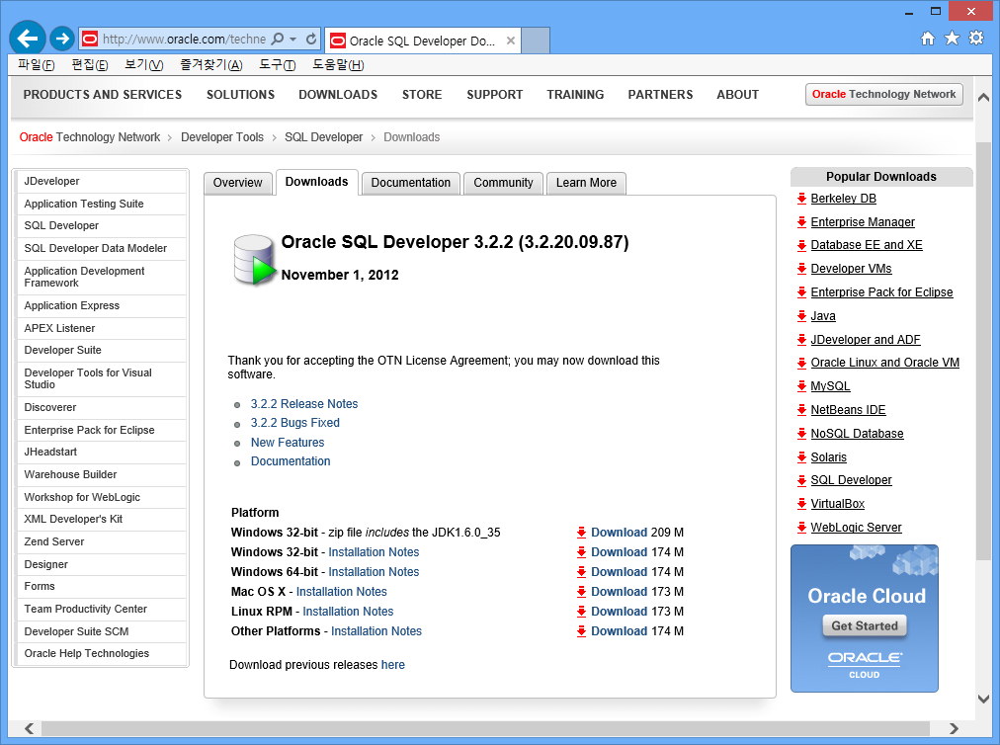 http://www.oracle.com/techne
Oracle SQL Developer Do...
파일(F) 편집(E) 보기(V) 즐겨찾기(A) 도구(T) 도움말(H)
PRODUCTS AND SERVICES SOLUTIONS DOWNLOADS STORE SUPPORT TRAINING PARTNERS ABOUT
Oracle Technology Network
Oracle Technology Network > Developer Tools > SQL Developer > Downloads
JDeveloper
Application Testing Suite
SQL Developer
SQL Developer Data Modeler
Application Development
Framework
Application Express
APEX Listener
Developer Suite
Developer Tools for Visual
Studio
Discoverer
Enterprise Pack for Eclipse
JHeadstart
Warehouse Builder
Workshop for WebLogic
XML Developer's Kit
Zend Server
Designer
Forms
Team Productivity Center
Developer Suite SCM
Oracle Help Technologies
Overview Downloads Documentation Community Learn More
Oracle SQL Developer 3.2.2 (3.2.20.09.87)
November 1, 2012
Thank you for accepting the OTN License Agreement; you may now download this
software.
3.2.2 Release Notes
3.2.2 Bugs Fixed
New Features
Documentation
Platform
Windows 32-bit - zip file includes the JDK1.6.0_35 Download 209 M
Windows 32-bit - Installation Notes Download 174 M
Windows 64-bit - Installation Notes Download 174 M
Mac OS X - Installation Notes Download 173 M
Linux RPM - Installation Notes Download 173 M
Other Platforms - Installation Notes Download 174 M
Download previous releases here
Popular Downloads
Berkeley DB
Enterprise Manager
Database EE and XE
Developer VMs
Enterprise Pack for Eclipse
Java
JDeveloper and ADF
Oracle Linux and Oracle VM
MySQL
NetBeans IDE
NoSQL Database
Solaris
SQL Developer
VirtualBox
WebLogic Server
Oracle Cloud
Get Started
ORACLE
CLOUD